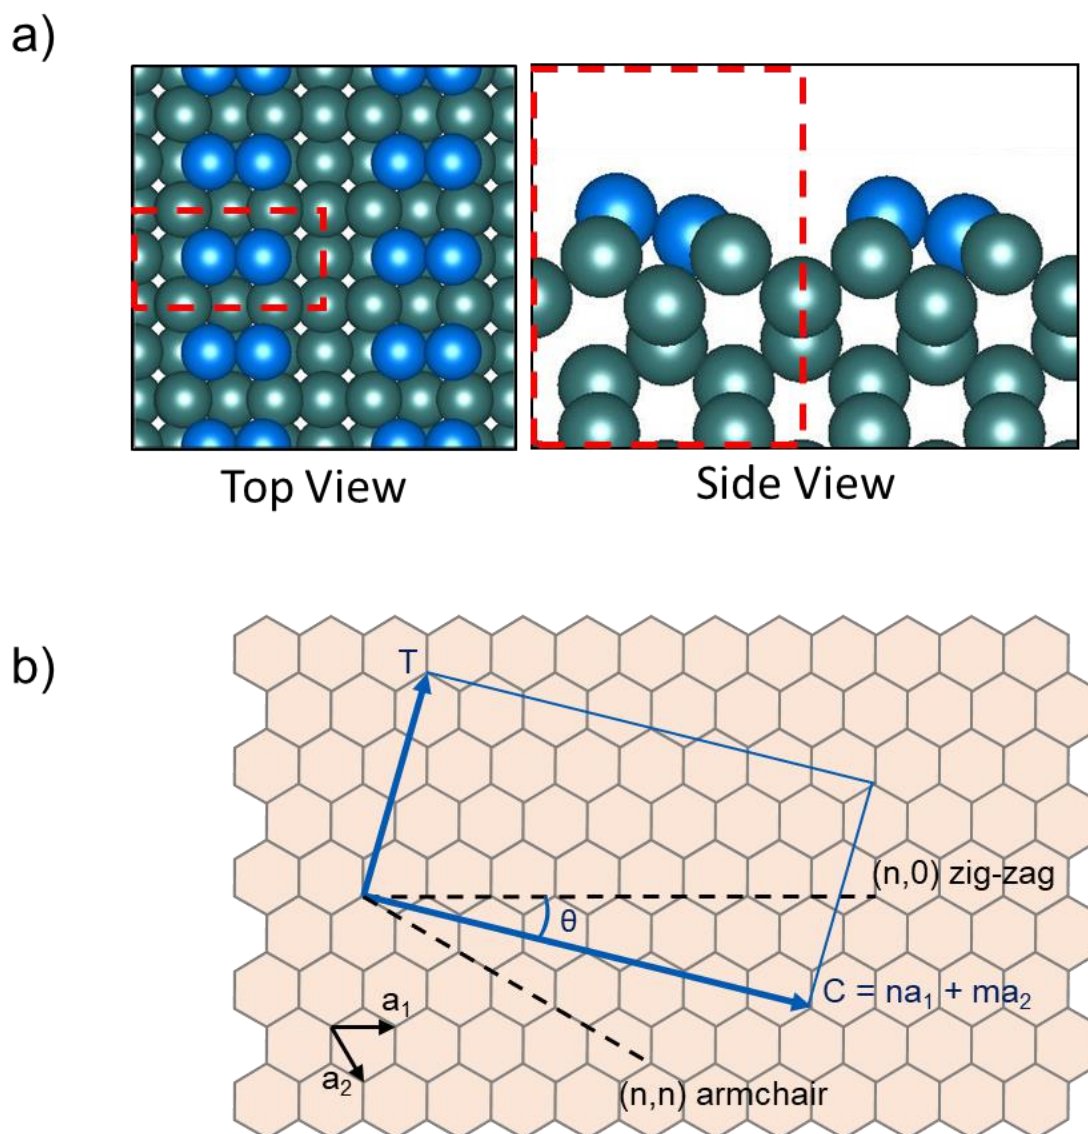 a)
Top View
Side View
b)
T
(n,0) zig-zag
θ
C = na₁ + ma₂
a₁
a₂
(n,n) armchair